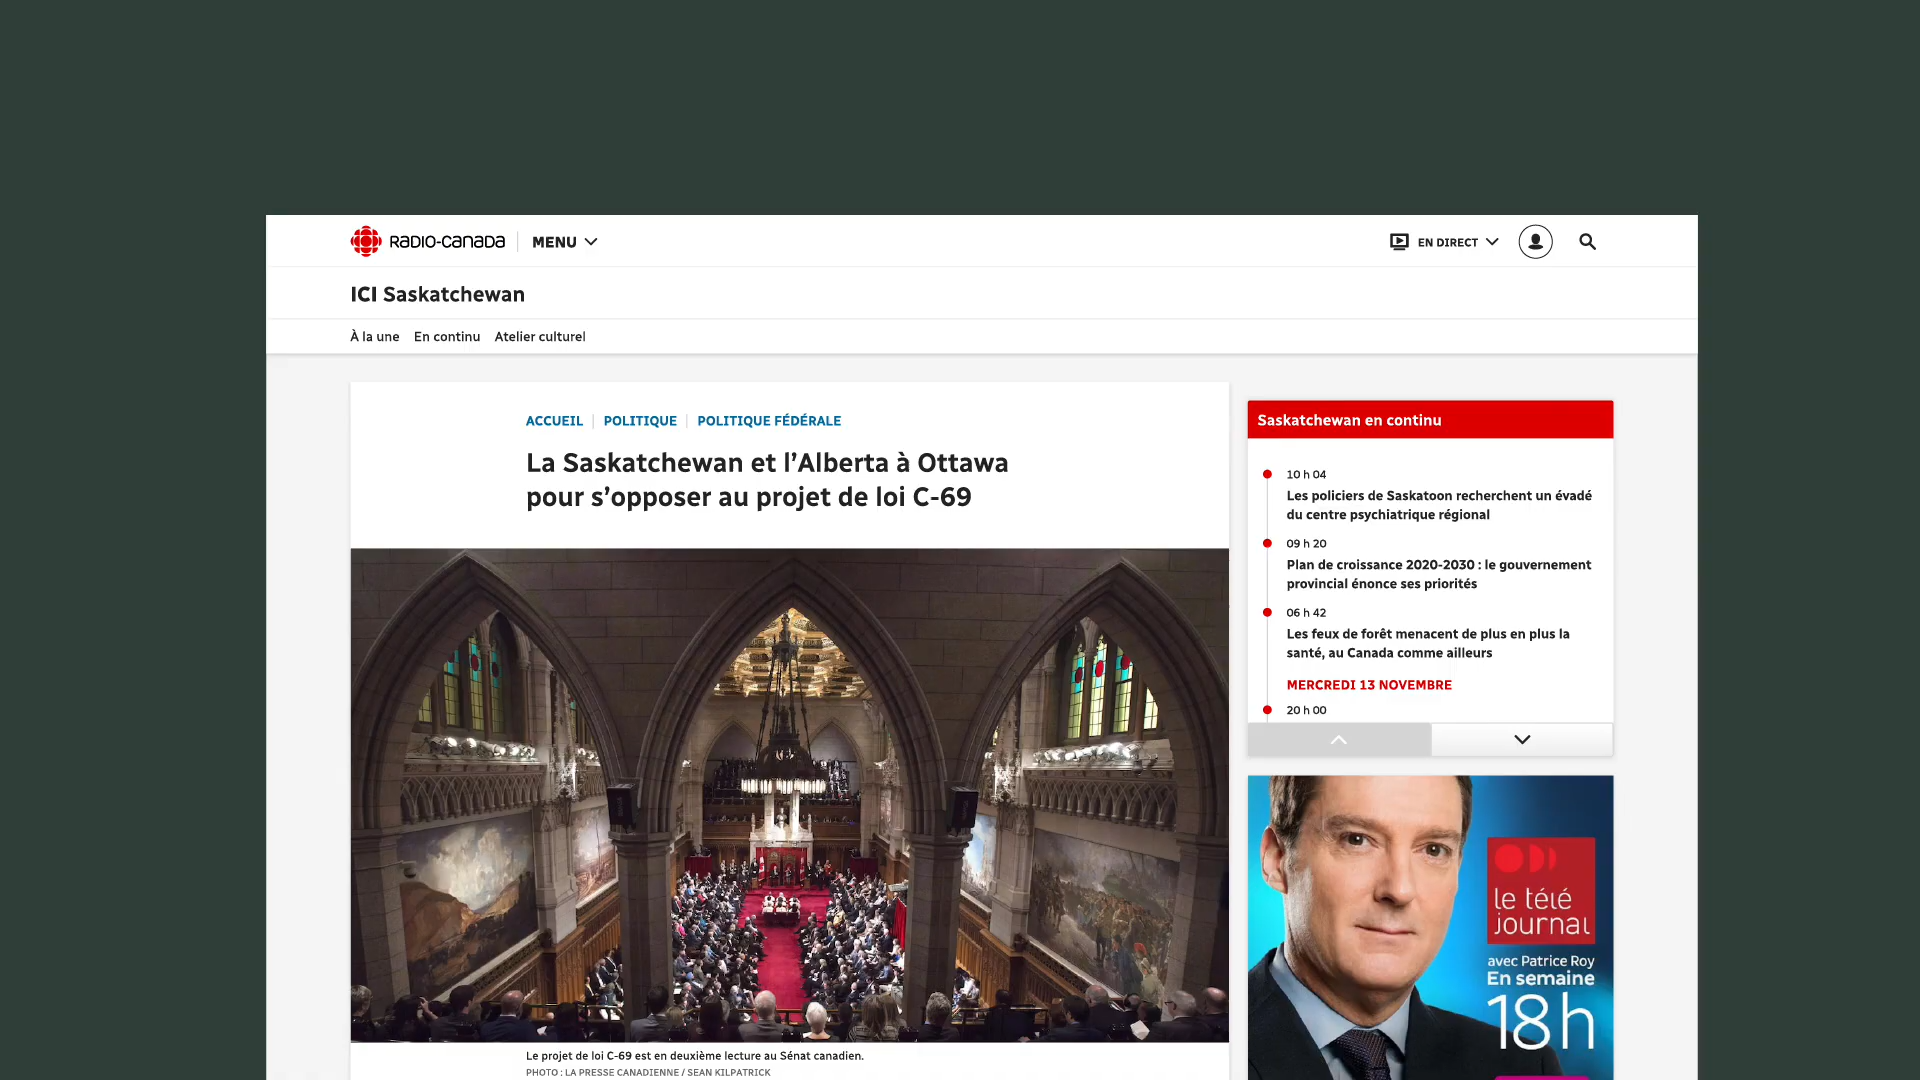 RADIO-CANADA
MENU
EN DIRECT
ICI Saskatchewan
À la une
En continu
Atelier culturel
ACCUEIL
POLITIQUE
POLITIQUE FÉDÉRALE
La Saskatchewan et l’Alberta à Ottawa
pour s’opposer au projet de loi C-69
Le projet de loi C-69 est en deuxième lecture au Sénat canadien.
PHOTO : LA PRESSE CANADIENNE / SEAN KILPATRICK
Saskatchewan en continu
10 h 04
Les policiers de Saskatoon recherchent un évadé
du centre psychiatrique régional
09 h 20
Plan de croissance 2020-2030 : le gouvernement
provincial énonce ses priorités
06 h 42
Les feux de forêt menacent de plus en plus la
santé, au Canada comme ailleurs
MERCREDI 13 NOVEMBRE
20 h 00
le télé
journal
avec Patrice Roy
En semaine
18h